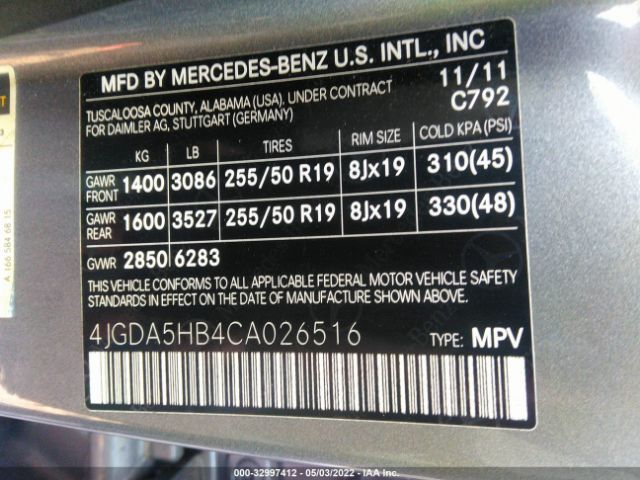 MFD BY MERCEDES-BENZ U.S. INTL., INC
TUSCALOOSA COUNTY, ALABAMA (USA), UNDER CONTRACT 11/11
FOR DAIMLER AG, STUTTGART (GERMANY) C792
KG LB TIRES RIM SIZE COLD KPA (PSI)
GAWR FRONT 1400 3086 255/50 R19 8Jx19 310(45)
GAWR REAR 1600 3527 255/50 R19 8Jx19 330(48)
GVWR 2850 6283
THIS VEHICLE CONFORMS TO ALL APPLICABLE FEDERAL MOTOR VEHICLE SAFETY
STANDARDS IN EFFECT ON THE DATE OF MANUFACTURE SHOWN ABOVE.
4JGDA5HB4CA026516 TYPE: MPV
A 166 584 68 15
000-32997412 - 05/03/2022 - IAA Inc.